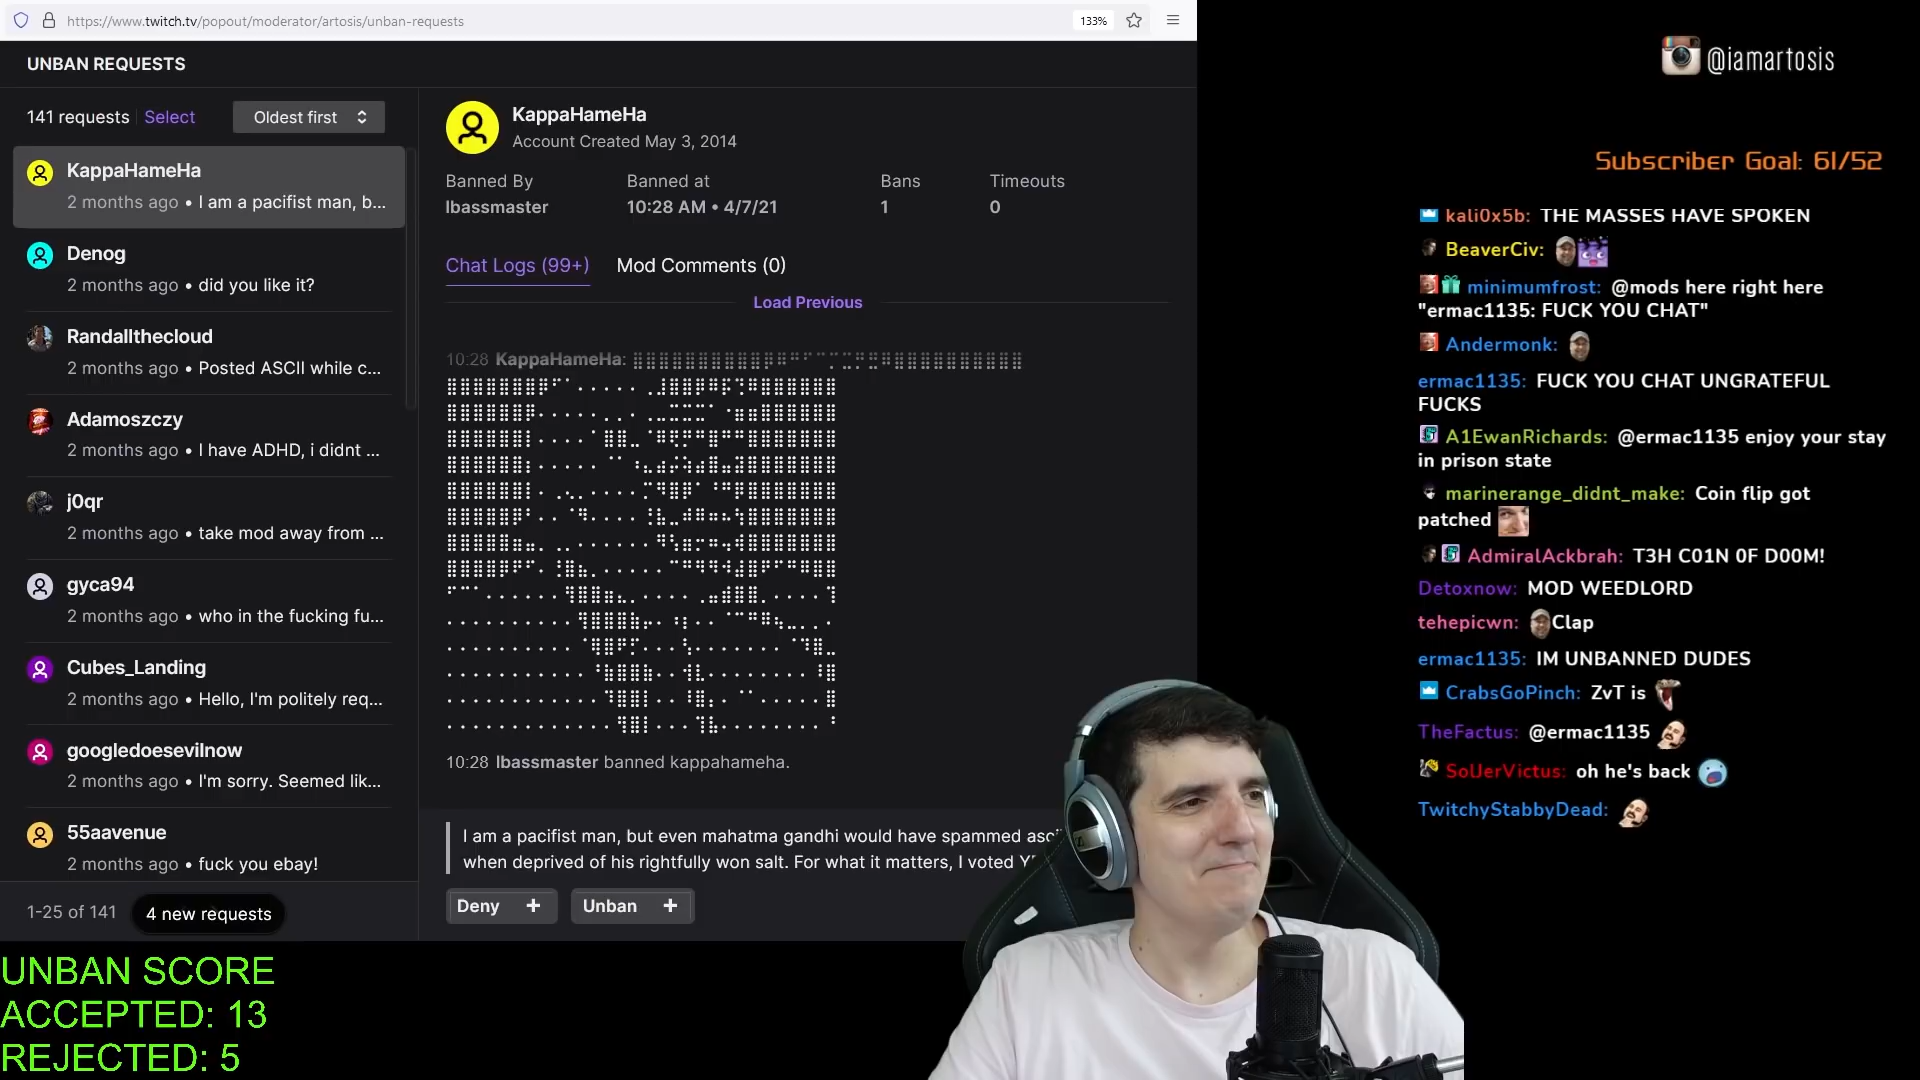 https://www.twitch.tv/popout/moderator/artosis/unban-requests
133%
UNBAN REQUESTS
141 requests
Select
Oldest first
KappaHameHa
2 months ago • I am a pacifist man, b...
Denog
2 months ago • did you like it?
Randallthecloud
2 months ago • Posted ASCII while c...
Adamoszczy
2 months ago • I have ADHD, i didnt ...
j0qr
2 months ago • take mod away from ...
gyca94
2 months ago • who in the fucking fu...
Cubes_Landing
2 months ago • Hello, I'm politely req...
googledoesevilnow
2 months ago • I'm sorry. Seemed lik...
55aavenue
2 months ago • fuck you ebay!
1-25 of 141
4 new requests
KappaHameHa
Account Created May 3, 2014
Banned By
Banned at
Bans
Timeouts
lbassmaster
10:28 AM • 4/7/21
1
0
Chat Logs (99+)
Mod Comments (0)
Load Previous
10:28 KappaHameHa:
10:28 lbassmaster banned kappahameha.
I am a pacifist man, but even mahatma gandhi would have spammed
when deprived of his rightfully won salt. For what it matters, I voted
Deny +
Unban +
UNBAN SCORE
ACCEPTED: 13
REJECTED: 5
@iamartosis
Subscriber Goal: 61/52
kali0x5b: THE MASSES HAVE SPOKEN
BeaverCiv:
minimumfrost: @mods here right here
"ermac1135: FUCK YOU CHAT"
Andermonk:
ermac1135: FUCK YOU CHAT UNGRATEFUL
FUCKS
A1EwanRichards: @ermac1135 enjoy your stay
in prison state
marinerange_didnt_make: Coin flip got
patched
AdmiralAckbrah: T3H C01N 0F D00M!
Detoxnow: MOD WEEDLORD
tehepicwn: Clap
ermac1135: IM UNBANNED DUDES
CrabsGoPinch: ZvT is
TheFactus: @ermac1135
SolJerVictus: oh he's back
TwitchyStabbyDead: